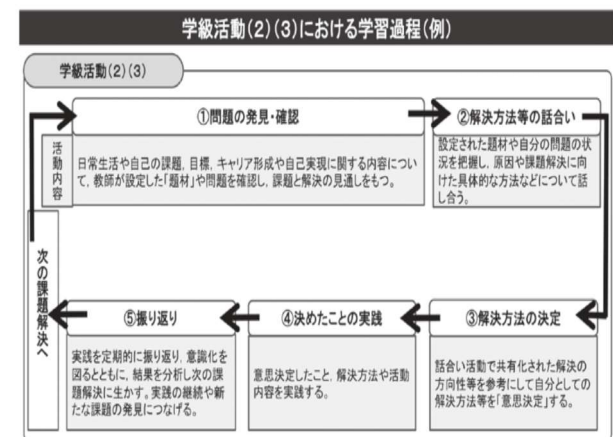 学級活動(2)(3)における学習過程(例)
学級活動(2)(3)
①問題の発見・確認
活動内容
日常生活や自己の課題, 目標, キャリア形成や自己実現に関する内容につい
て, 教師が設定した「題材」や問題を確認し, 課題と解決の見通しをもつ。
②解決方法等の話合い
設定された題材や自分の問題の状
況を把握し, 原因や課題解決に向
けた具体的な方法などについて話
し合う。
③解決方法の決定
話合い活動で共有化された解決の
方向性等を参考にして自分としての
解決方法等を「意思決定」する。
④決めたことの実践
意思決定したこと, 解決方法や活動
内容を実践する。
⑤振り返り
実践を定期的に振り返り, 意識化を
図るとともに, 結果を分析し次の課
題解決に生かす。実践の継続や新
たな課題の発見につなげる。
次の課題解決へ